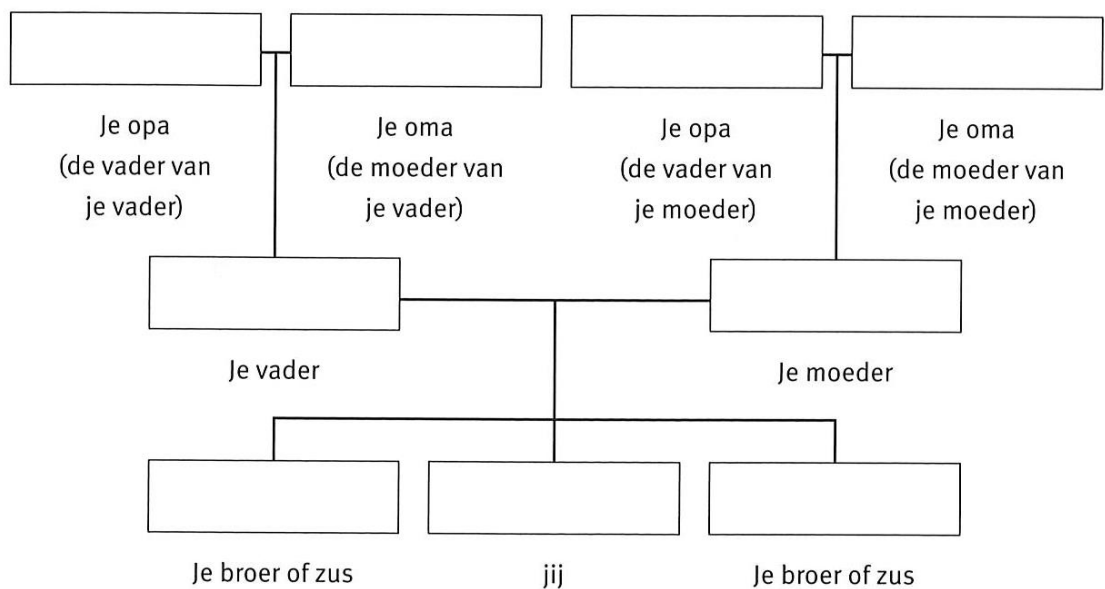 Je opa
(de vader van
je vader)
Je oma
(de moeder van
je vader)
Je opa
(de vader van
je moeder)
Je oma
(de moeder van
je moeder)
Je vader
Je moeder
Je broer of zus
jij
Je broer of zus